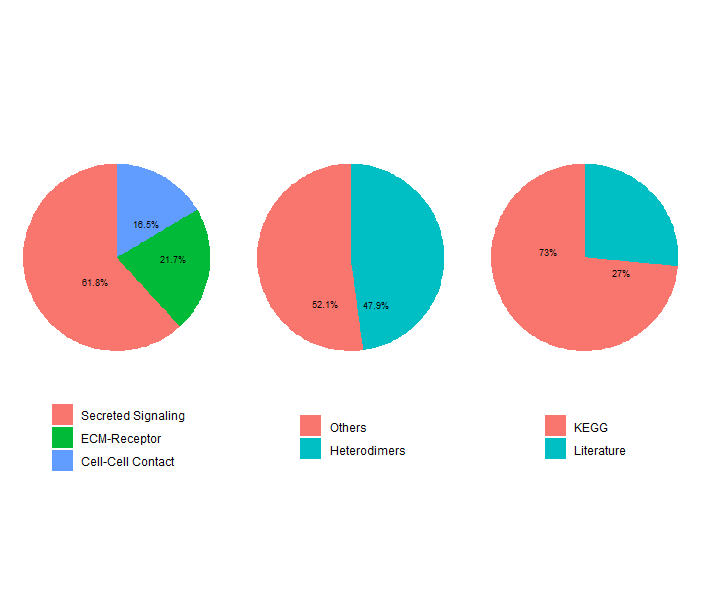 16.5%
21.7%
61.8%
52.1%
47.9%
73%
27%
Secreted Signaling
ECM-Receptor
Cell-Cell Contact
Others
Heterodimers
KEGG
Literature